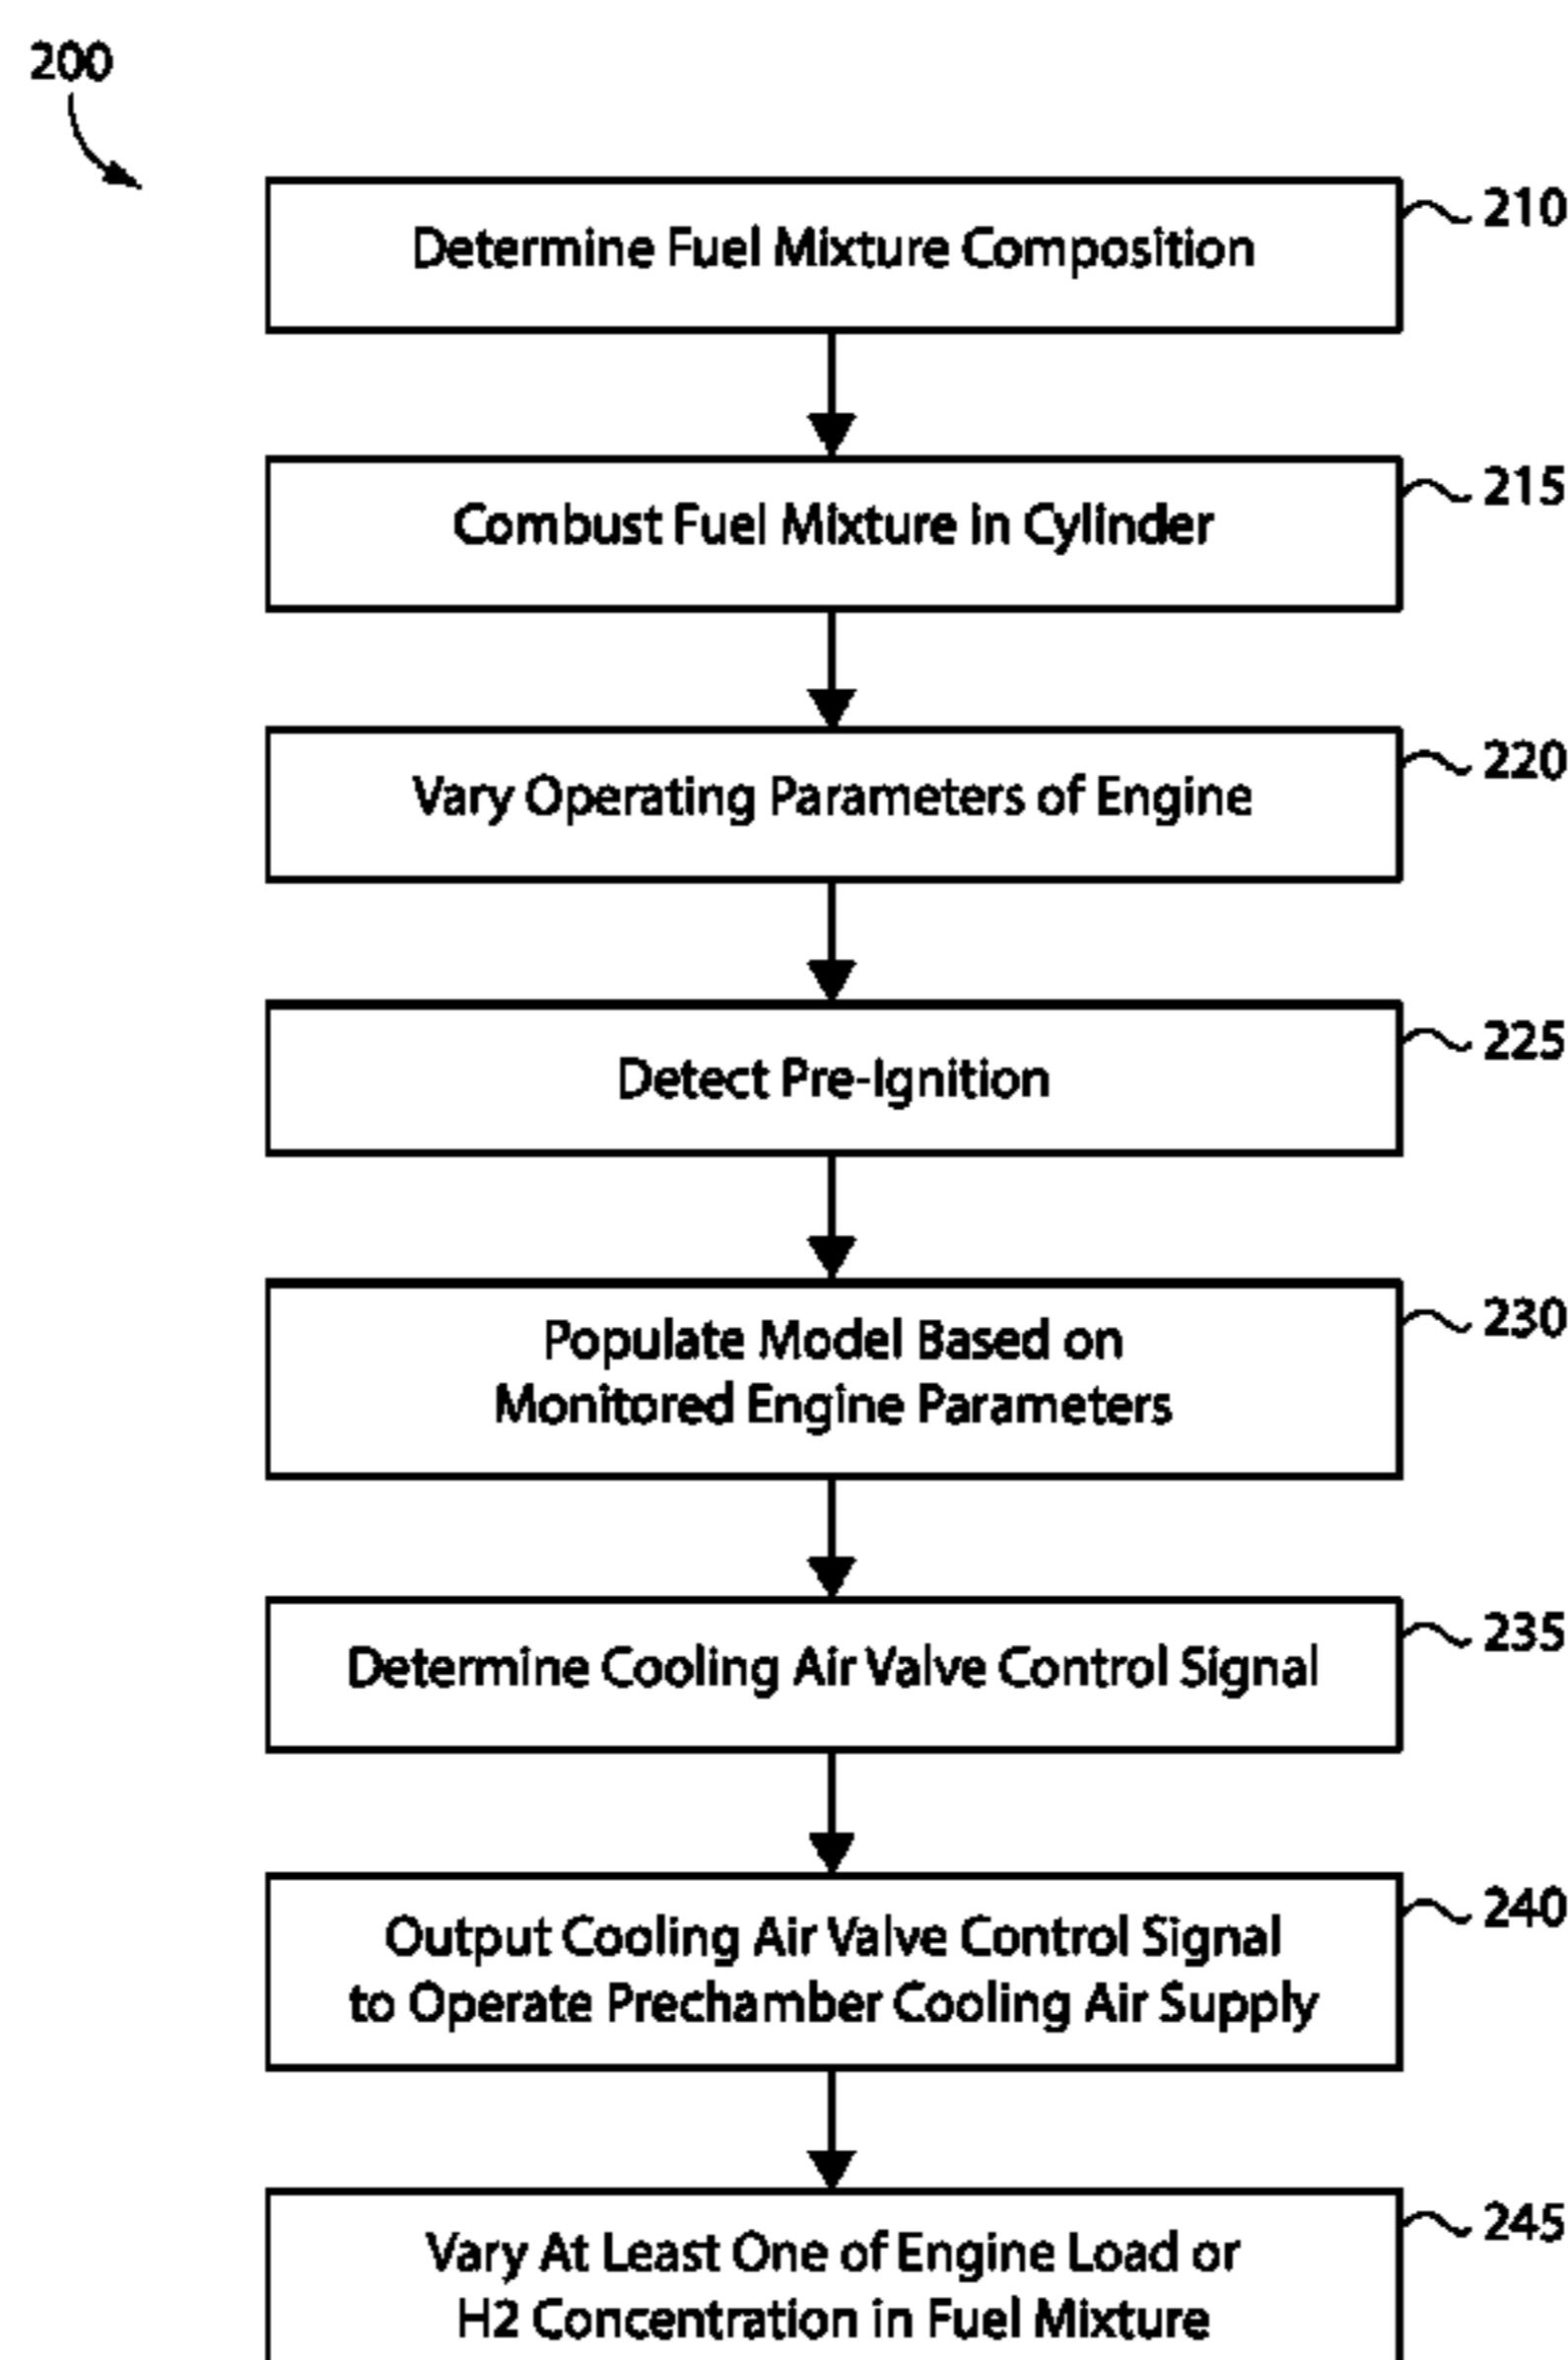 200
Determine Fuel Mixture Composition
210
Combust Fuel Mixture in Cylinder
215
Vary Operating Parameters of Engine
220
Detect Pre-Ignition
225
Populate Model Based on
Monitored Engine Parameters
230
Determine Cooling Air Valve Control Signal
235
Output Cooling Air Valve Control Signal
to Operate Prechamber Cooling Air Supply
240
Vary At Least One of Engine Load or
H2 Concentration in Fuel Mixture
245